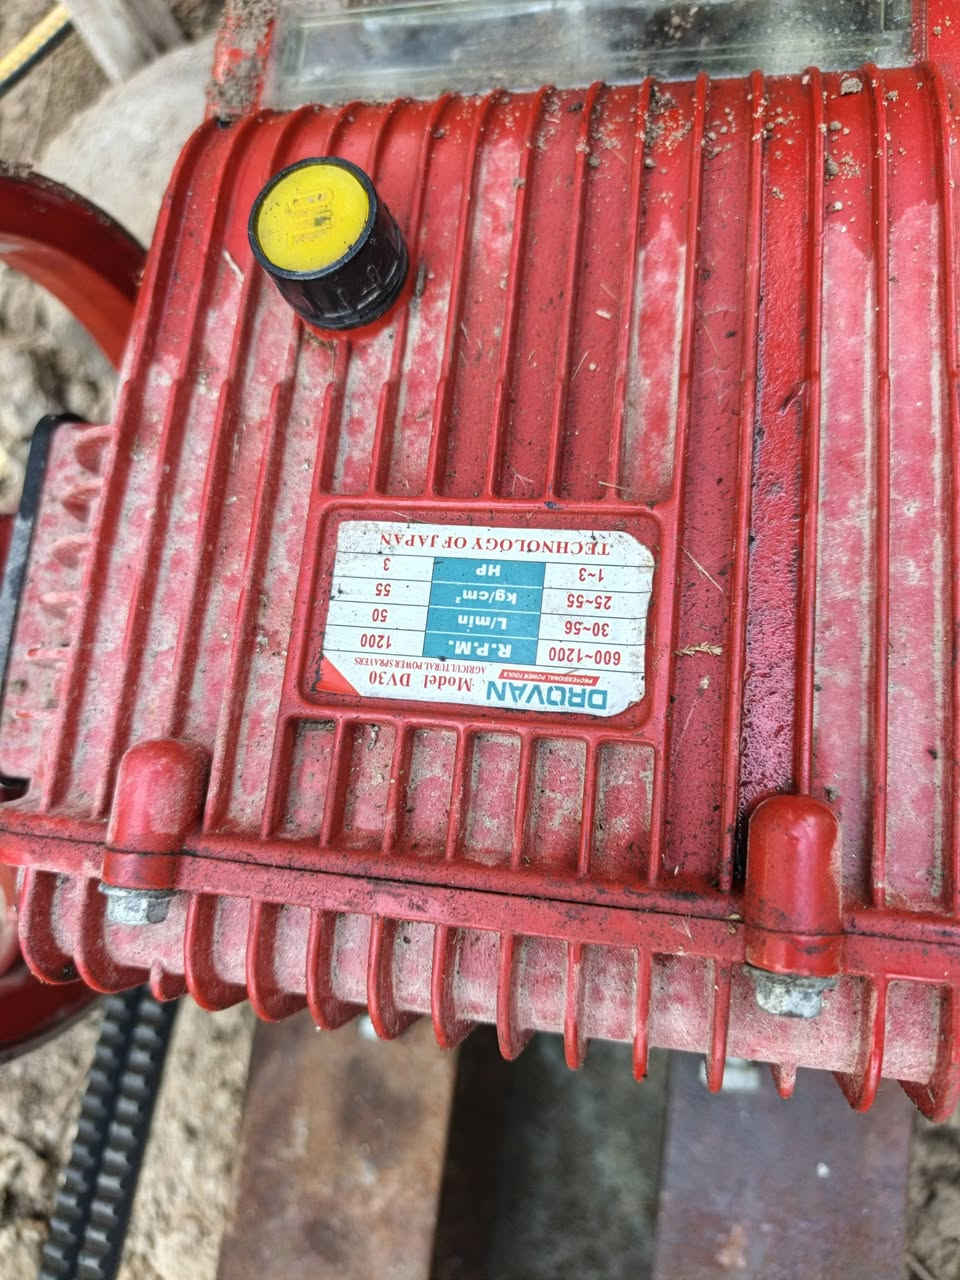 DROVAN
PROFESSIONAL POWER TOOLS
Model DV30
AGRICULTURAL POWER SPRAYERS
600~1200 R.P.M. 1200
30~56 L/min 50
25~55 kg/cm² 55
1~3 HP 3
TECHNOLOGY OF JAPAN